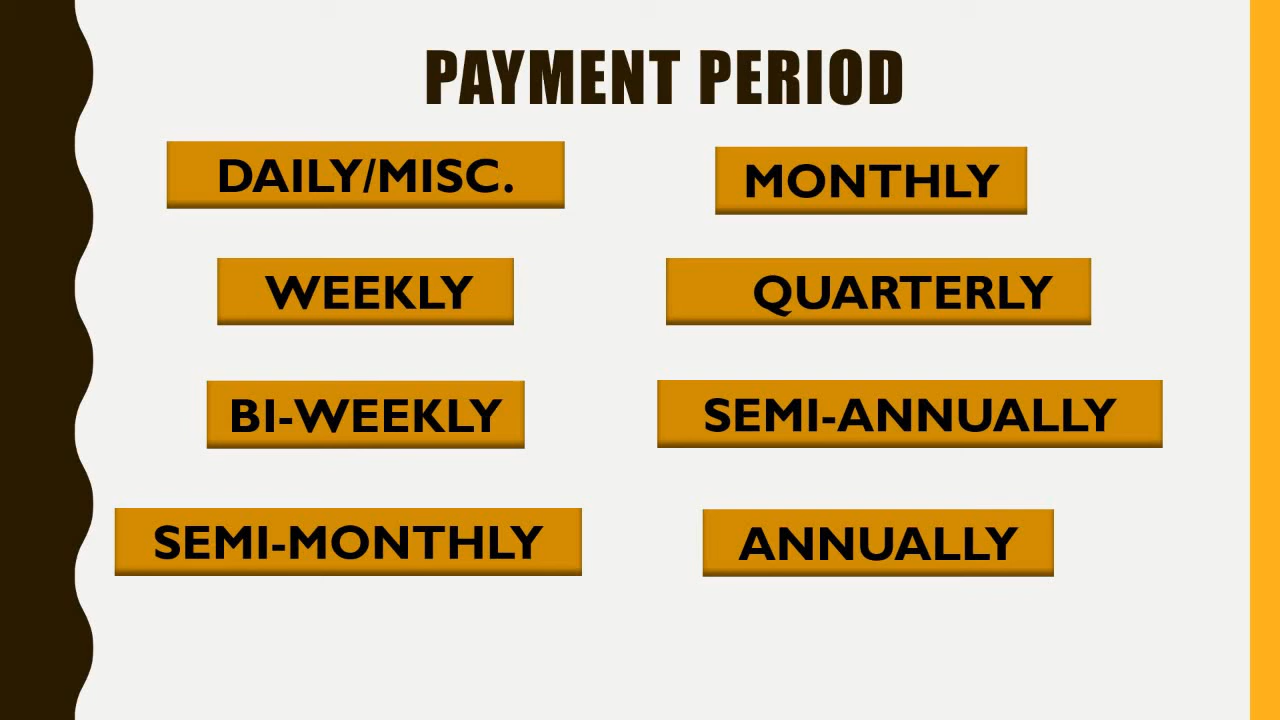 PAYMENT PERIOD
DAILY/MISC.
WEEKLY
BI-WEEKLY
SEMI-MONTHLY
MONTHLY
QUARTERLY
SEMI-ANNUALLY
ANNUALLY